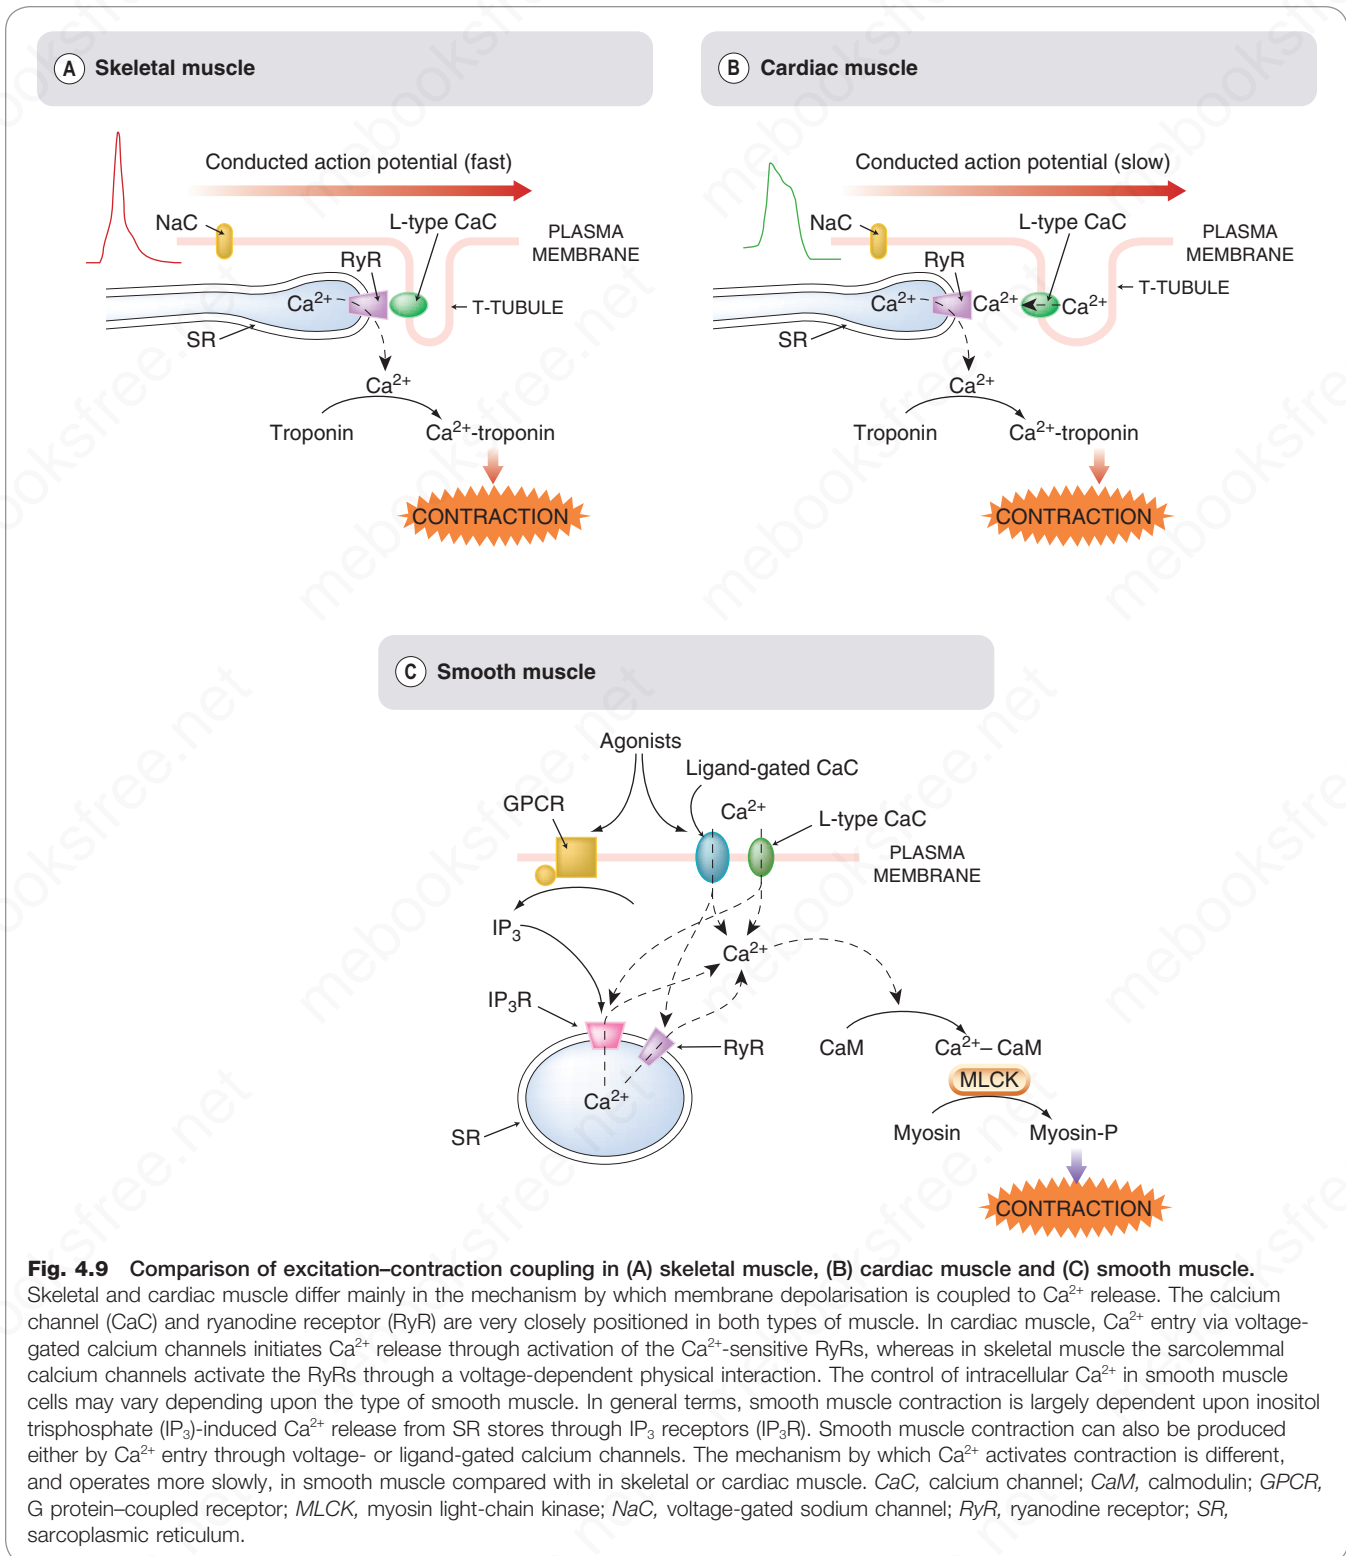 A Skeletal muscle
Conducted action potential (fast)
NaC
L-type CaC
PLASMA
MEMBRANE
RyR
Ca²⁺
T-TUBULE
SR
Ca²⁺
Troponin
Ca²⁺-troponin
CONTRACTION
B Cardiac muscle
Conducted action potential (slow)
NaC
L-type CaC
PLASMA
MEMBRANE
RyR
Ca²⁺
Ca²⁺
Ca²⁺
T-TUBULE
SR
Ca²⁺
Troponin
Ca²⁺-troponin
CONTRACTION
C Smooth muscle
Agonists
Ligand-gated CaC
GPCR
Ca²⁺
L-type CaC
PLASMA
MEMBRANE
IP₃
Ca²⁺
IP₃R
RyR
CaM
Ca²⁺– CaM
MLCK
Ca²⁺
SR
Myosin
Myosin-P
CONTRACTION
Fig. 4.9 Comparison of excitation–contraction coupling in (A) skeletal muscle, (B) cardiac muscle and (C) smooth muscle.
Skeletal and cardiac muscle differ mainly in the mechanism by which membrane depolarisation is coupled to Ca²⁺ release. The calcium
channel (CaC) and ryanodine receptor (RyR) are very closely positioned in both types of muscle. In cardiac muscle, Ca²⁺ entry via voltage-
gated calcium channels initiates Ca²⁺ release through activation of the Ca²⁺-sensitive RyRs, whereas in skeletal muscle the sarcolemmal
calcium channels activate the RyRs through a voltage-dependent physical interaction. The control of intracellular Ca²⁺ in smooth muscle
cells may vary depending upon the type of smooth muscle. In general terms, smooth muscle contraction is largely dependent upon inositol
trisphosphate (IP₃)-induced Ca²⁺ release from SR stores through IP₃ receptors (IP₃R). Smooth muscle contraction can also be produced
either by Ca²⁺ entry through voltage- or ligand-gated calcium channels. The mechanism by which Ca²⁺ activates contraction is different,
and operates more slowly, in smooth muscle compared with in skeletal or cardiac muscle. CaC, calcium channel; CaM, calmodulin; GPCR,
G protein–coupled receptor; MLCK, myosin light-chain kinase; NaC, voltage-gated sodium channel; RyR, ryanodine receptor; SR,
sarcoplasmic reticulum.
mebooksfree.net